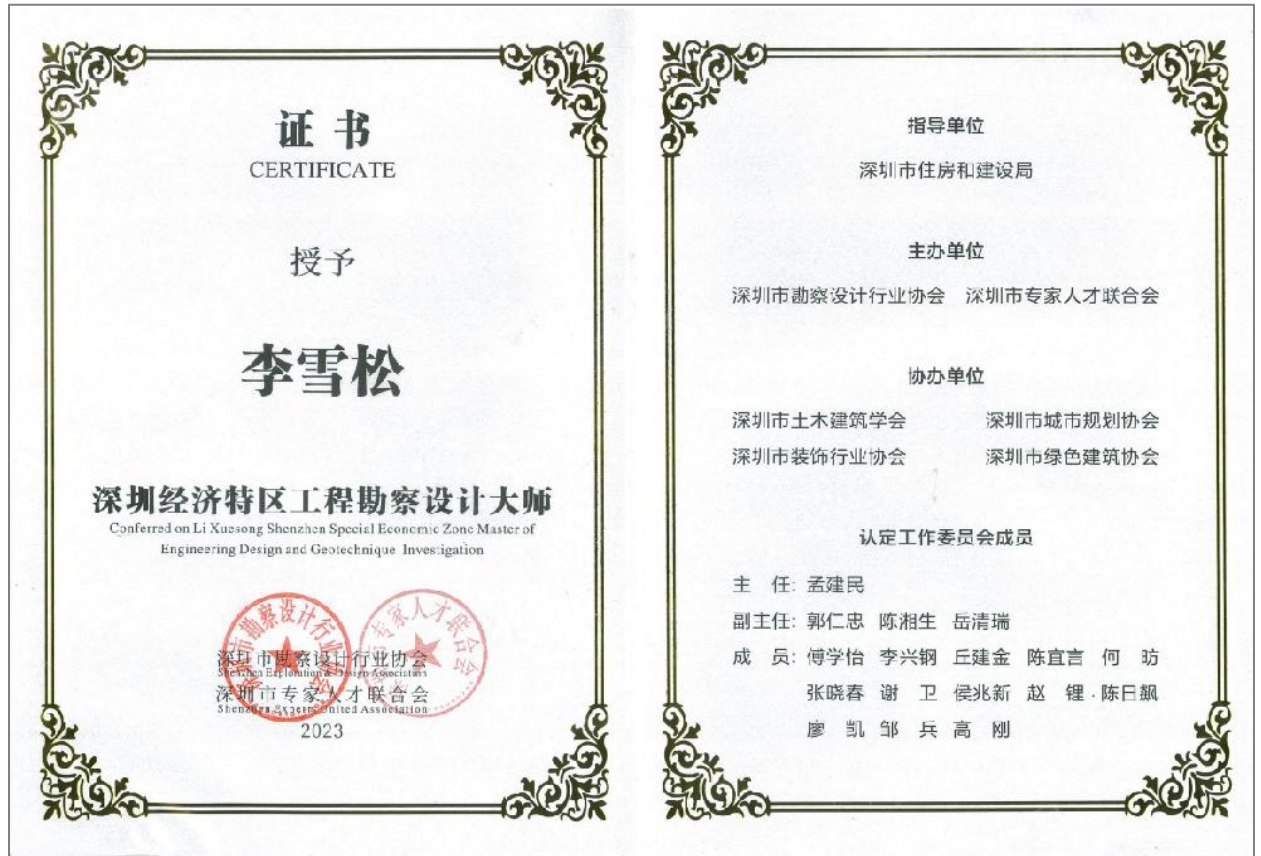 证 书
CERTIFICATE
授予
李雪松
深圳经济特区工程勘察设计大师
Conferred on Li Xuesong Shenzhen Special Economic Zone Master of
Engineering Design and Geotechnique Investigation
深圳市勘察设计行业协会
Shenzhen Exploration & Design Association
深圳市专家人才联合会
Shenzhen Experts United Association
2023
指导单位
深圳市住房和建设局
主办单位
深圳市勘察设计行业协会 深圳市专家人才联合会
协办单位
深圳市土木建筑学会 深圳市城市规划协会
深圳市装饰行业协会 深圳市绿色建筑协会
认定工作委员会成员
主 任: 孟建民
副主任: 郭仁忠 陈湘生 岳清瑞
成 员: 傅学怡 李兴钢 丘建金 陈宜言 何 昉
张晓春 谢 卫 侯兆新 赵 锂 陈日飙
廖 凯 邹 兵 高 刚